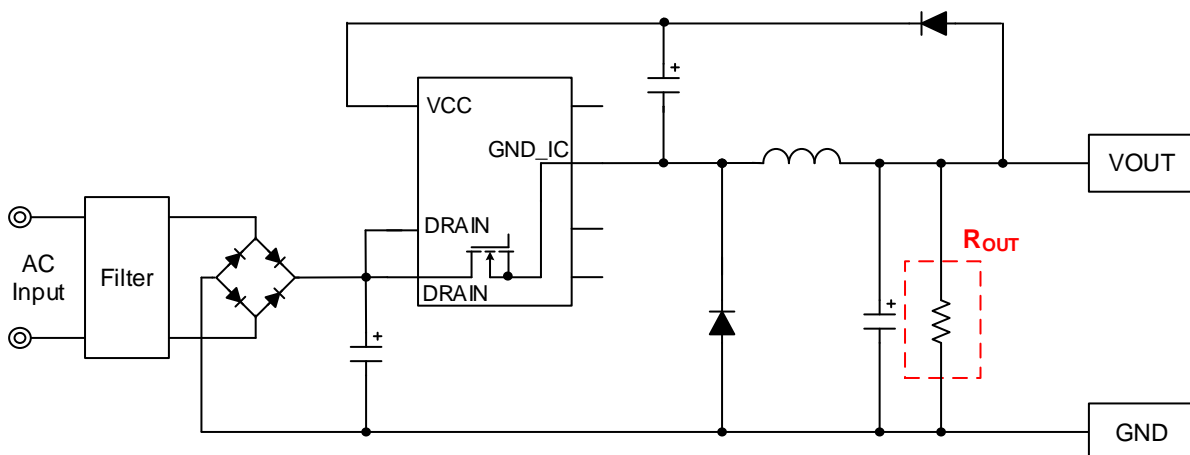 VCC
GND_IC
VOUT
DRAIN
AC
Input
Filter
ROUT
DRAIN
+
+
+
GND